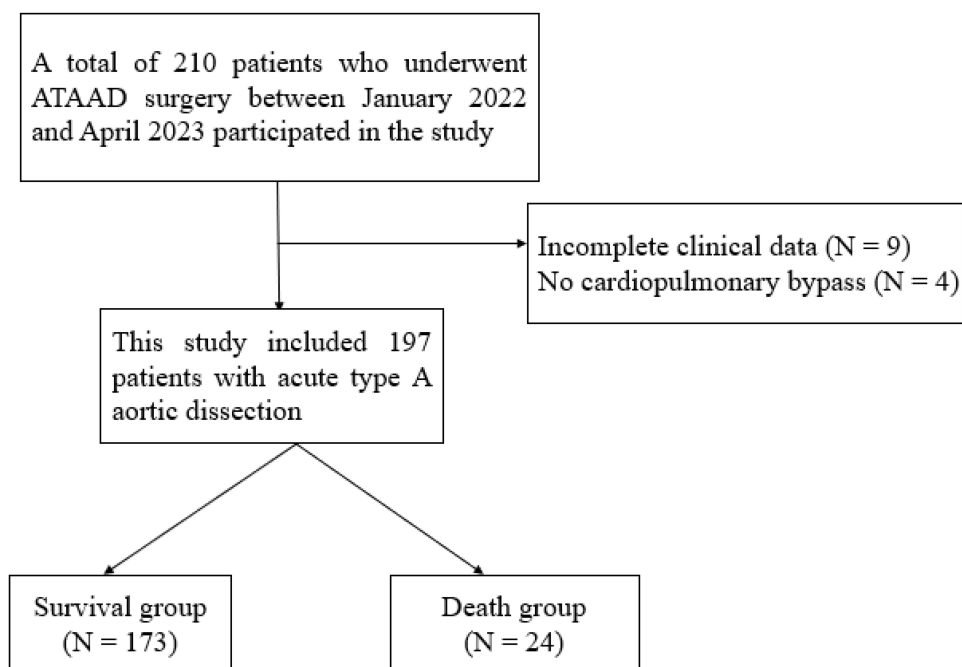 A total of 210 patients who underwent
ATAAD surgery between January 2022
and April 2023 participated in the study
Incomplete clinical data (N = 9)
No cardiopulmonary bypass (N = 4)
This study included 197
patients with acute type A
aortic dissection
Survival group
(N = 173)
Death group
(N = 24)